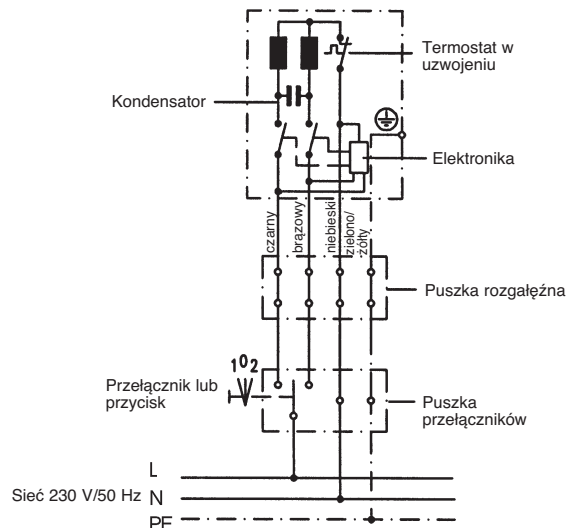 Termostat w
uzwojeniu
Kondensator
Elektronika
czarny
brązowy
niebieski
zielono/
żółty
Puszka rozgałęźna
1 0 2
Przełącznik lub
przycisk
Puszka
przełączników
L
Sieć 230 V/50 Hz N
PE